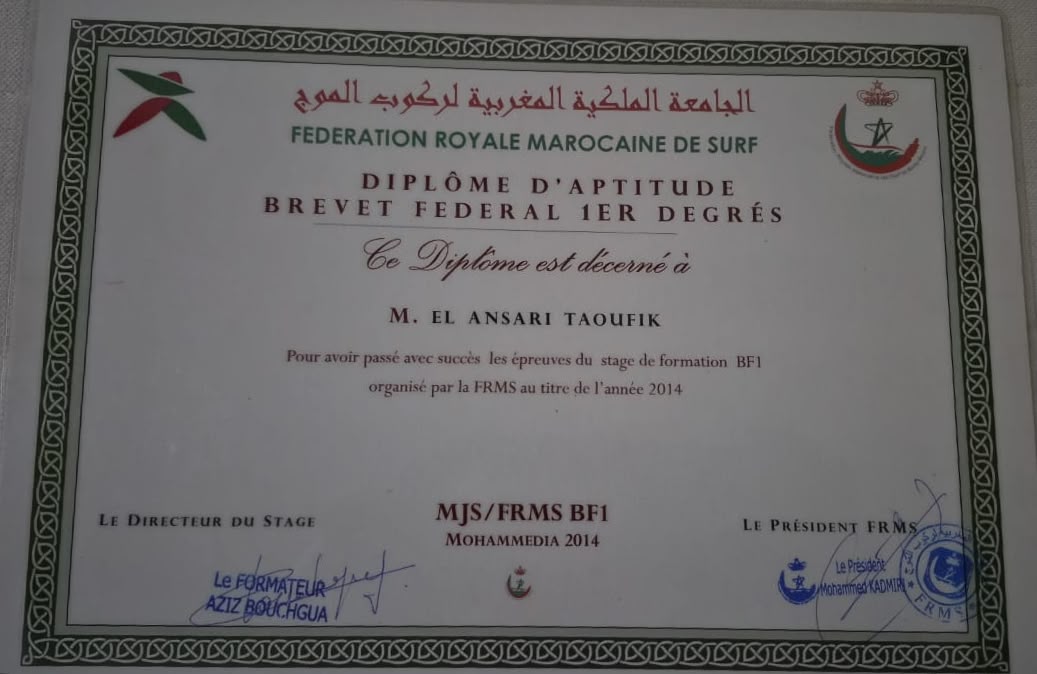 الجامعة الملكية المغربية لركوب الموج
FEDERATION ROYALE MAROCAINE DE SURF
DIPLÔME D'APTITUDE
BREVET FEDERAL 1ER DEGRÉS
Ce Diplôme est décerné à
M. EL ANSARI TAOUFIK
Pour avoir passé avec succès les épreuves du stage de formation BF1
organisé par la FRMS au titre de l'année 2014
LE DIRECTEUR DU STAGE
MJS/FRMS BF1
MOHAMMEDIA 2014
LE PRÉSIDENT FRMS
Le FORMATEUR
AZIZ BOUCHGUA
Le Président
Mohammed KADMIRI
FRMS